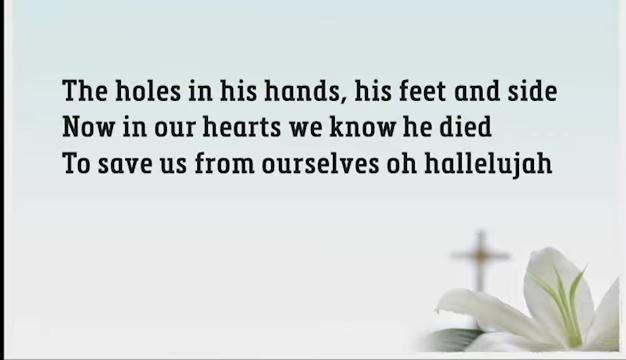 The holes in his hands, his feet and side
Now in our hearts we know he died
To save us from ourselves oh hallelujah